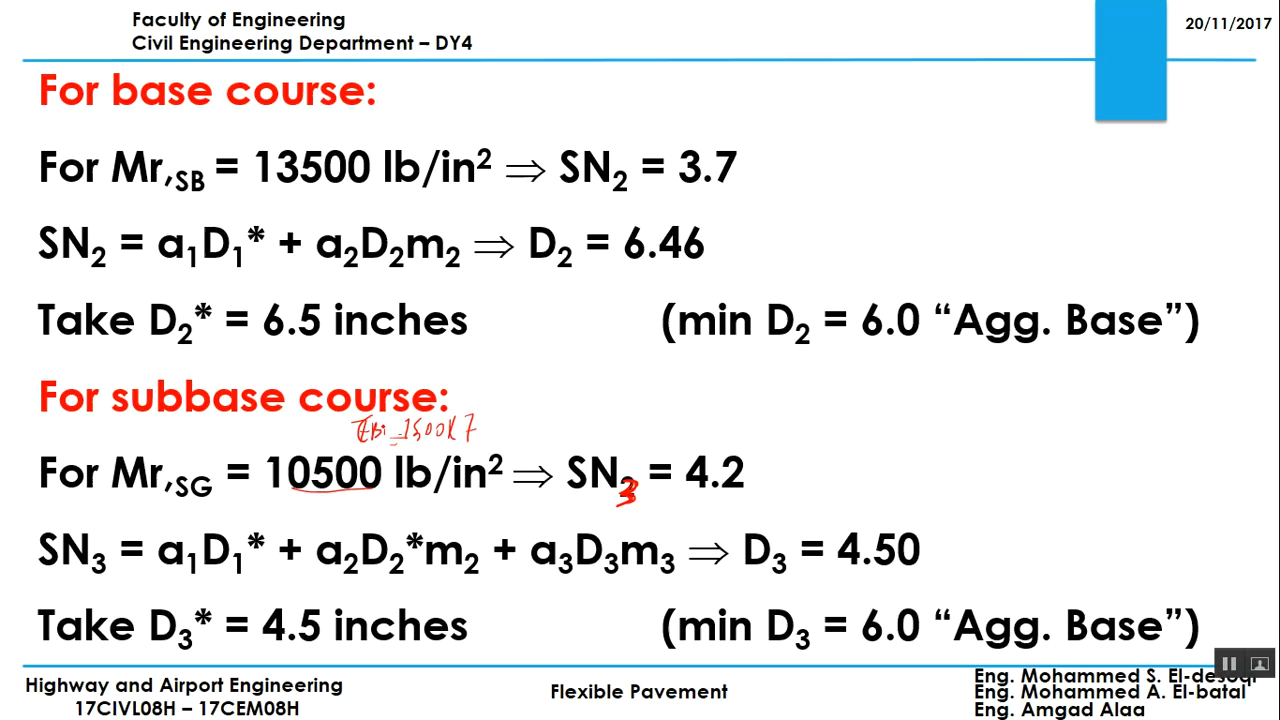 Faculty of Engineering
Civil Engineering Department – DY4
20/11/2017
For base course:
For Mr,SB = 13500 lb/in² ⇒ SN₂ = 3.7
SN₂ = a₁D₁* + a₂D₂m₂ ⇒ D₂ = 6.46
Take D₂* = 6.5 inches (min D₂ = 6.0 “Agg. Base”)
For subbase course:
For Mr,SG = 10500 lb/in² ⇒ SN₃ = 4.2
SN₃ = a₁D₁* + a₂D₂*m₂ + a₃D₃m₃ ⇒ D₃ = 4.50
Take D₃* = 4.5 inches (min D₃ = 6.0 “Agg. Base”)
Highway and Airport Engineering
17CIVL08H – 17CEM08H
Flexible Pavement
Eng. Mohammed S. El-desoqi
Eng. Mohammed A. El-batal
Eng. Amgad Alaa